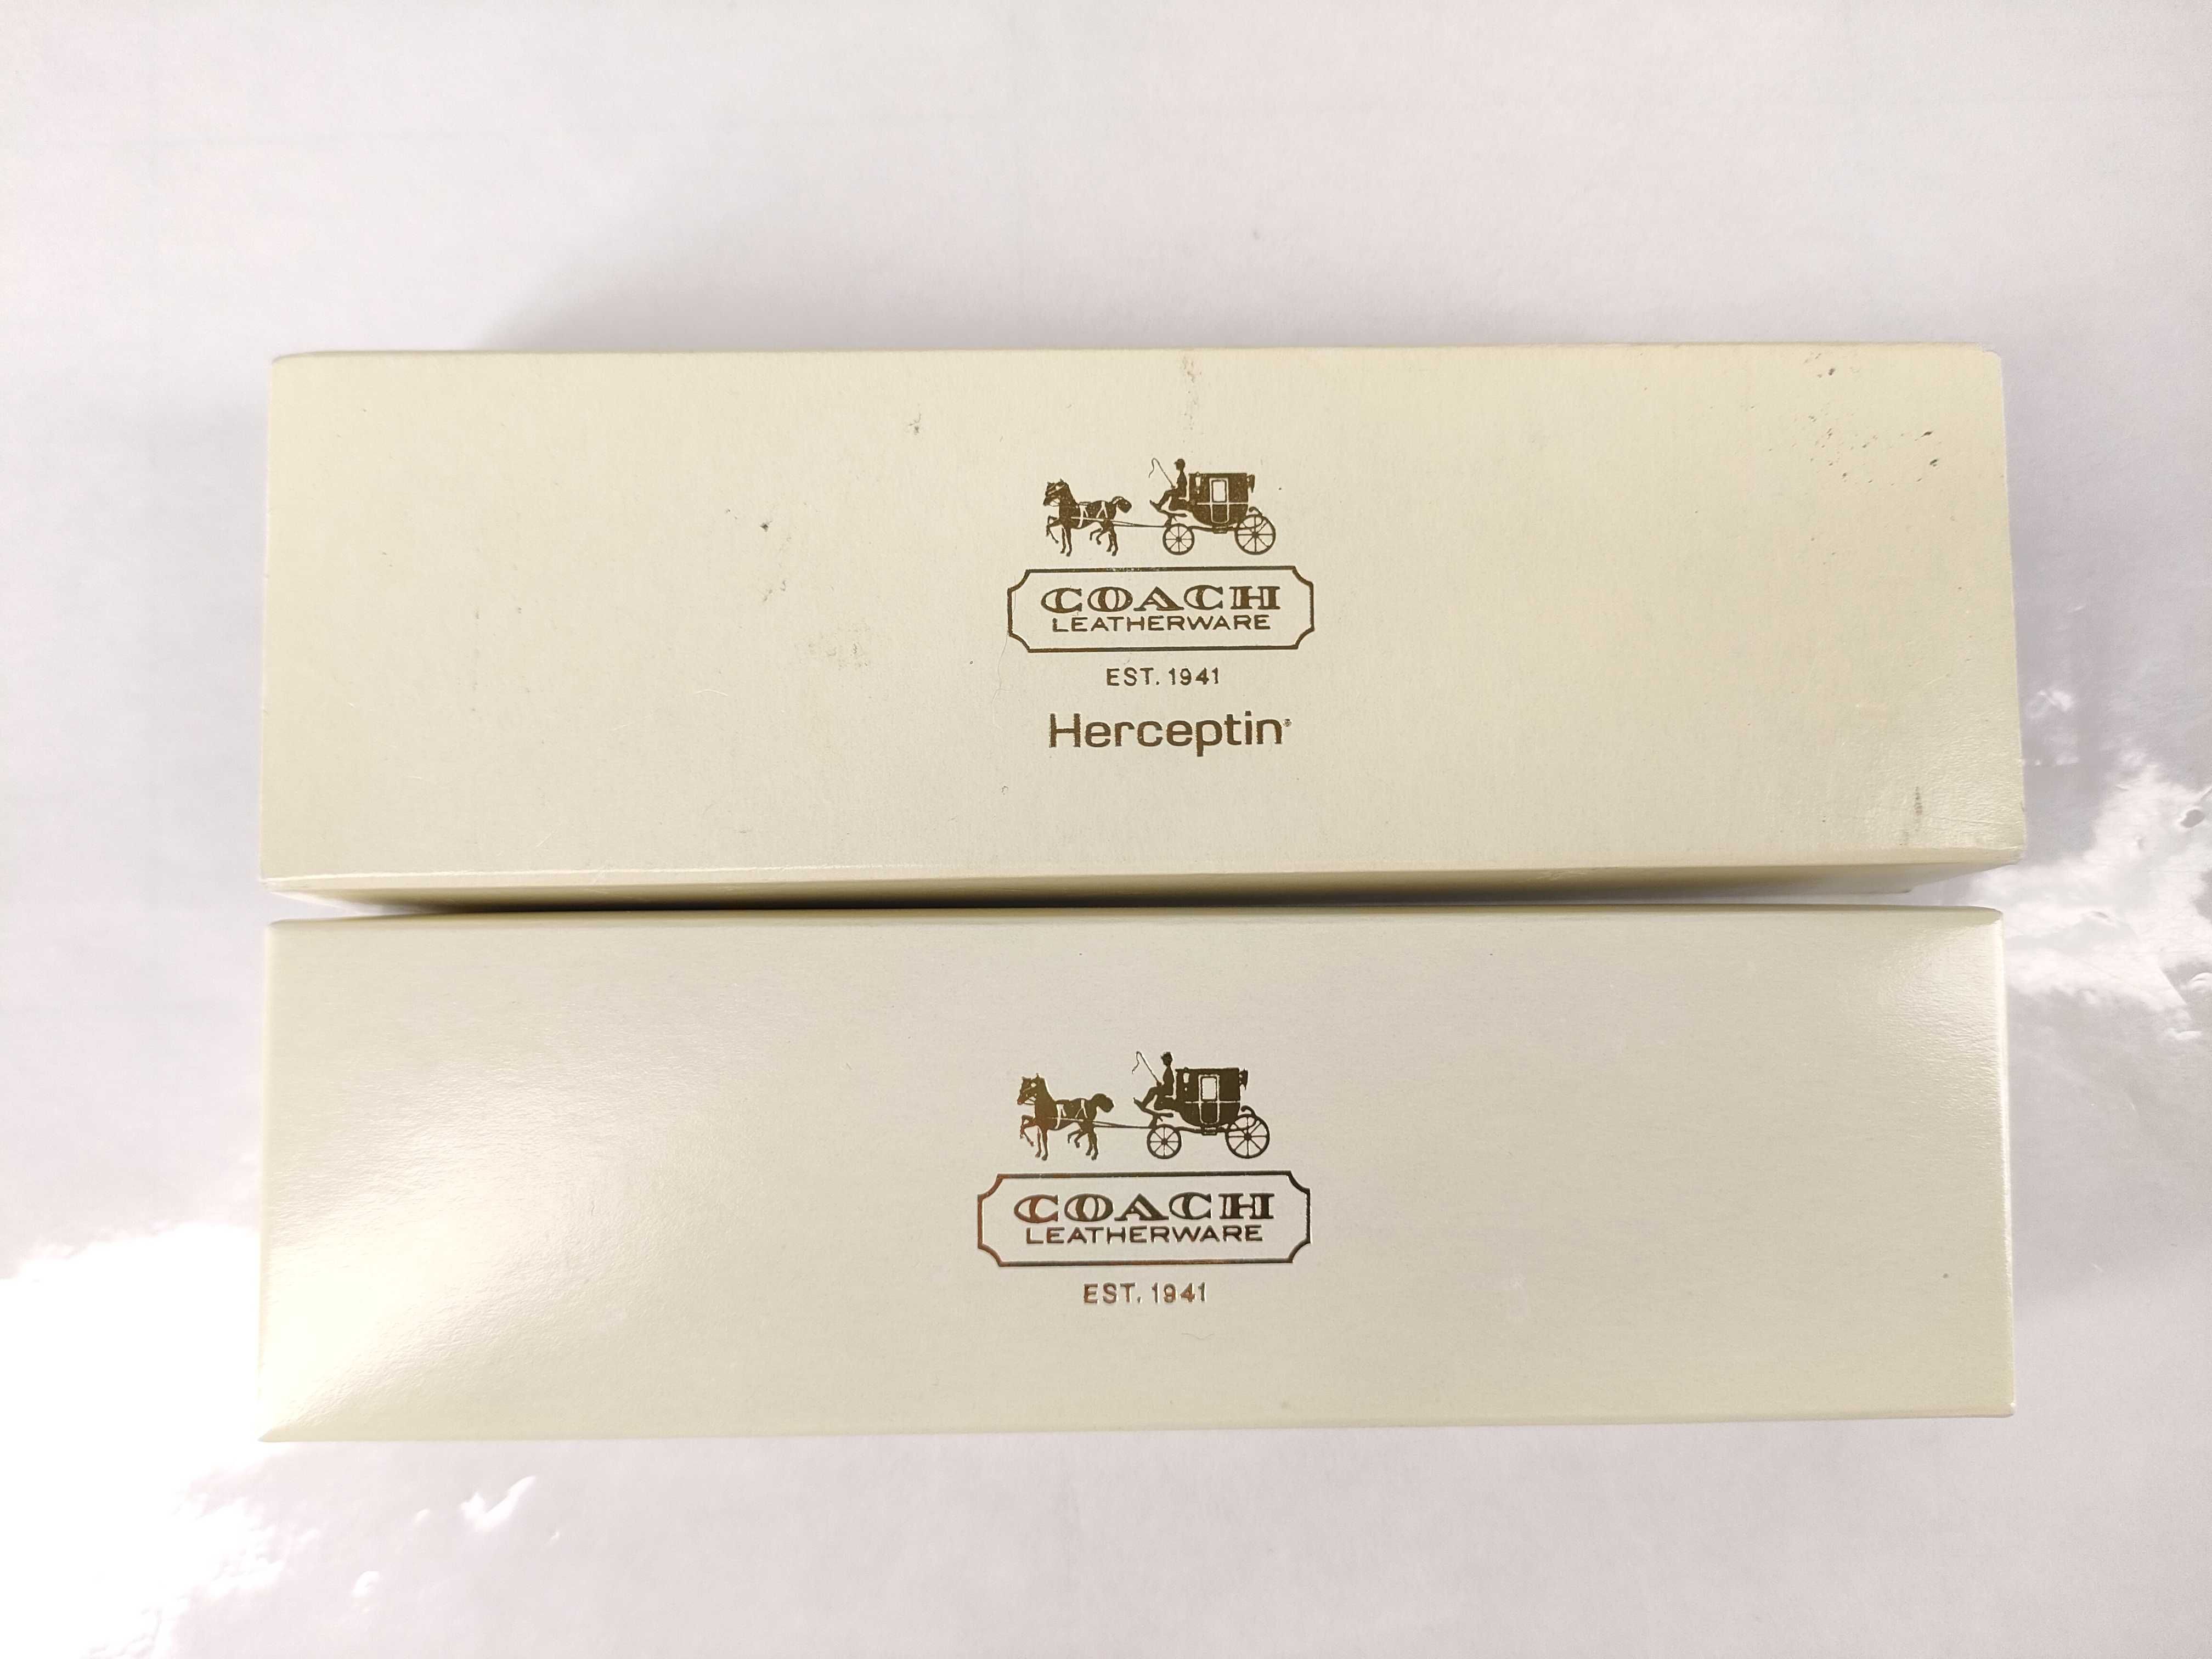 COACH
LEATHERWARE
EST. 1941
Herceptin®
COACH
LEATHERWARE
EST. 1941